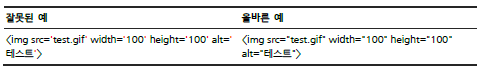 잘못된 예 올바른 예
<img src='test.gif' width='100' height='100' alt=' <img src="test.gif" width="100" height="100"
테스트'> alt="테스트">